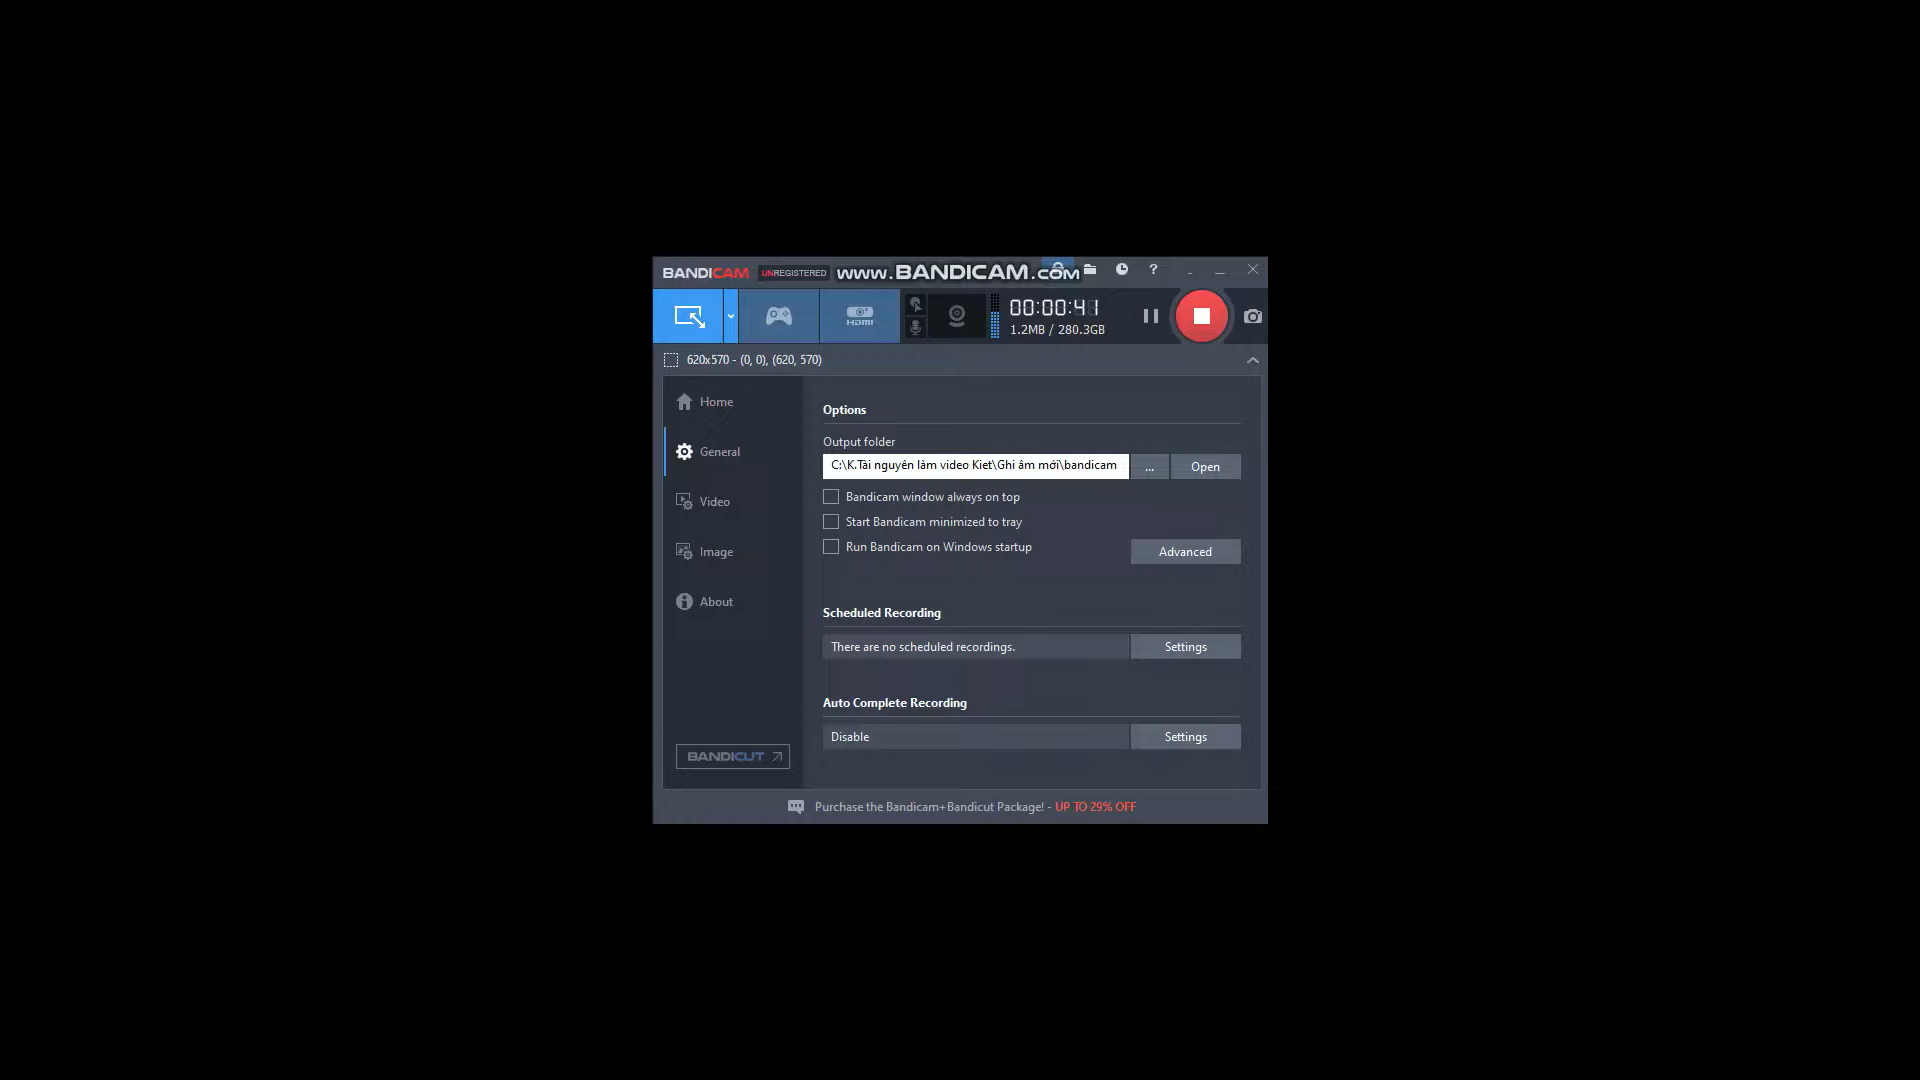 BANDICAM UNREGISTERED www.BANDICAM.com ?
HDMI
00:00:41
1.2MB / 280.3GB
620x570 - (0, 0), (620, 570)
Home
General
Video
Image
About
BANDICUT
Options
Output folder
C:\K.Tài nguyên làm video Kiet\Ghi âm mới\bandicam ... Open
Bandicam window always on top
Start Bandicam minimized to tray
Run Bandicam on Windows startup
Advanced
Scheduled Recording
There are no scheduled recordings. Settings
Auto Complete Recording
Disable Settings
Purchase the Bandicam+Bandicut Package! - UP TO 29% OFF